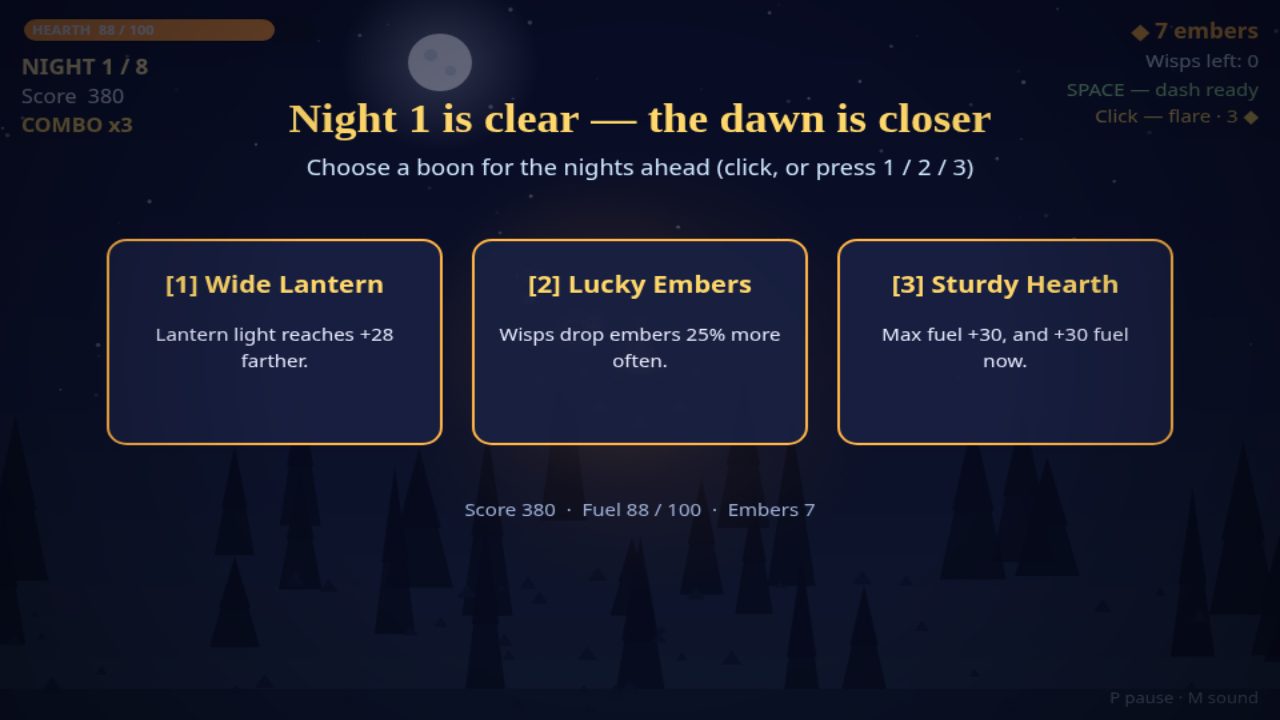 HEARTH 88 / 100
NIGHT 1 / 8
Score 380
COMBO x3
◆ 7 embers
Wisps left: 0
SPACE — dash ready
Click — flare · 3 ◆
Night 1 is clear — the dawn is closer
Choose a boon for the nights ahead (click, or press 1 / 2 / 3)
[1] Wide Lantern
Lantern light reaches +28
farther.
[2] Lucky Embers
Wisps drop embers 25% more
often.
[3] Sturdy Hearth
Max fuel +30, and +30 fuel
now.
Score 380 · Fuel 88 / 100 · Embers 7
P pause · M sound